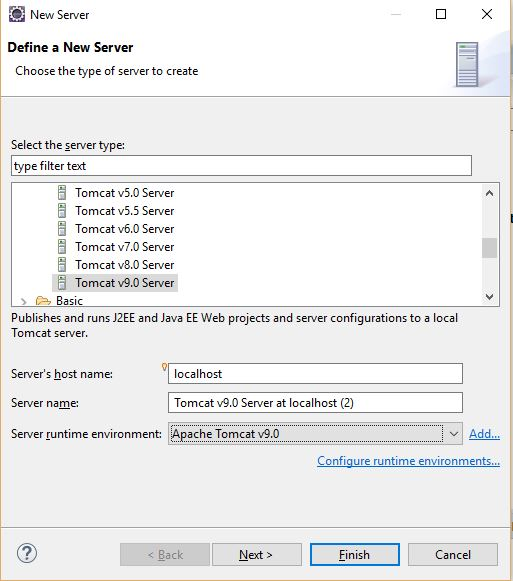 New Server
Define a New Server
Choose the type of server to create
Select the server type:
type filter text
Tomcat v5.0 Server
Tomcat v5.5 Server
Tomcat v6.0 Server
Tomcat v7.0 Server
Tomcat v8.0 Server
Tomcat v9.0 Server
Basic
Publishes and runs J2EE and Java EE Web projects and server configurations to a local
Tomcat server.
Server's host name: localhost
Server name: Tomcat v9.0 Server at localhost (2)
Server runtime environment: Apache Tomcat v9.0 Add...
Configure runtime environments...
? < Back Next > Finish Cancel